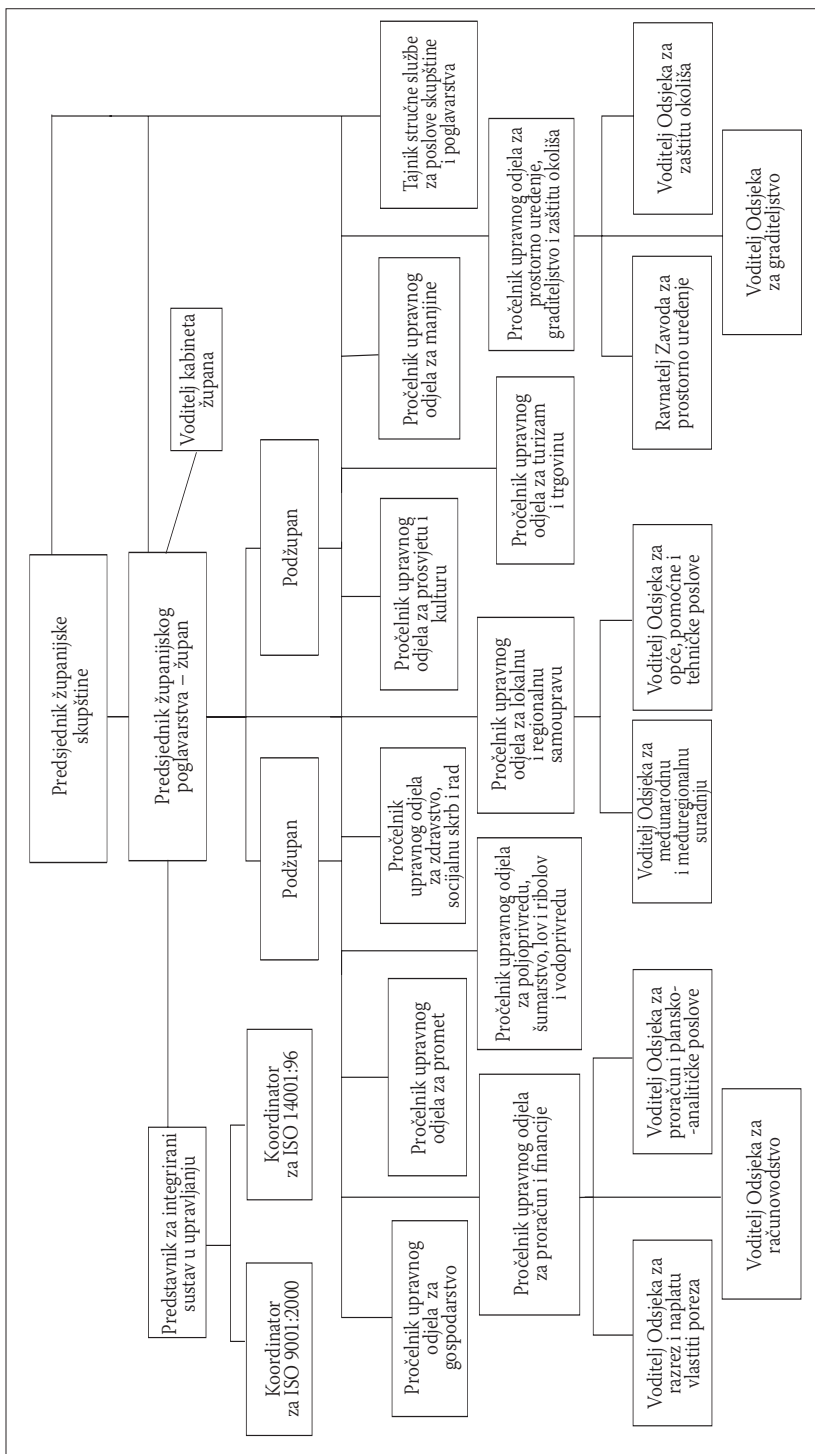 Predsjednik županijske
skupštine
Predsjednik županijskog
poglavarstva – župan
Voditelj kabineta
župana
Predstavnik za integrirani
sustav u upravljanju
Koordinator
za ISO 9001:2000
Koordinator
za ISO 14001:96
Podžupan
Podžupan
Pročelnik upravnog
odjela za
gospodarstvo
Pročelnik upravnog
odjela za promet
Pročelnik
upravnog odjela
za zdravstvo,
socijalnu skrb i rad
Pročelnik upravnog
odjela za prosvjetu i
kulturu
Pročelnik upravnog
odjela za manjine
Tajnik stručne službe
za poslove skupštine
i poglavarstva
Pročelnik upravnog odjela
za proračun i financije
Pročelnik upravnog odjela
za poljoprivredu,
šumarstvo, lov i ribolov
i vodoprivredu
Pročelnik upravnog
odjela za lokalnu
i regionalnu
samoupravu
Pročelnik upravnog
odjela za turizam
i trgovinu
Pročelnik upravnog odjela za
prostorno uređenje,
graditeljstvo i zaštitu okoliša
Voditelj Odsjeka za
razrez i naplatu
vlastiti poreza
Voditelj Odsjeka za
proračun i plansko-
-analitičke poslove
Voditelj Odsjeka za
međunarodnu
i međuregionalnu
suradnju
Voditelj Odsjeka za
opće, pomoćne i
tehničke poslove
Ravnatelj Zavoda za
prostorno uređenje
Voditelj Odsjeka za
zaštitu okoliša
Voditelj Odsjeka za
računovodstvo
Voditelj Odsjeka
za graditeljstvo